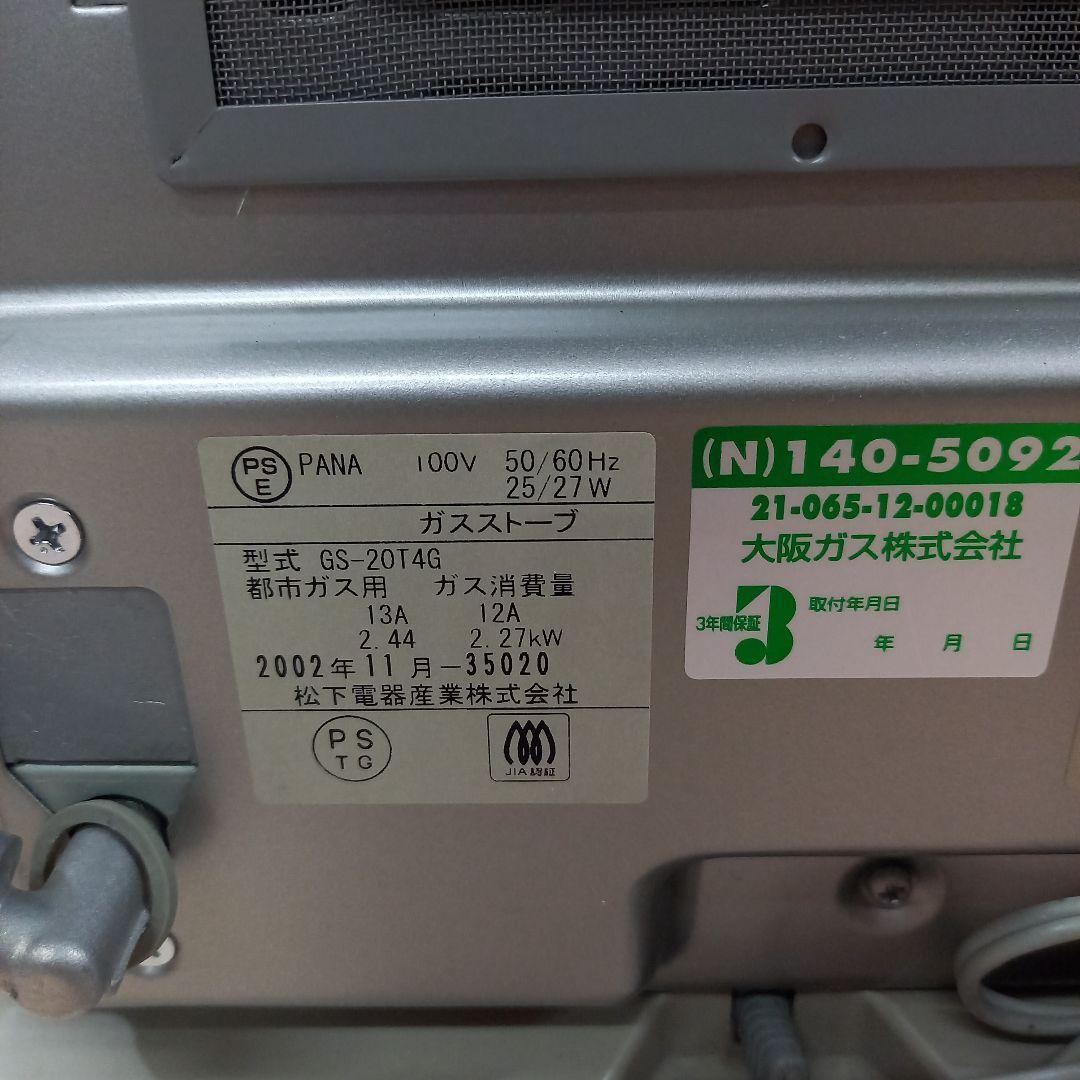 PS E PANA 100V 50/60Hz
25/27W
ガスストーブ
型式 GS-20T4G
都市ガス用 ガス消費量
13A 12A
2.44 2.27kW
2002年11月-35020
松下電器産業株式会社
PS TG
JIA認証
(N)140-5092
21-065-12-00018
大阪ガス株式会社
3年間保証
3
取付年月日
年 月 日